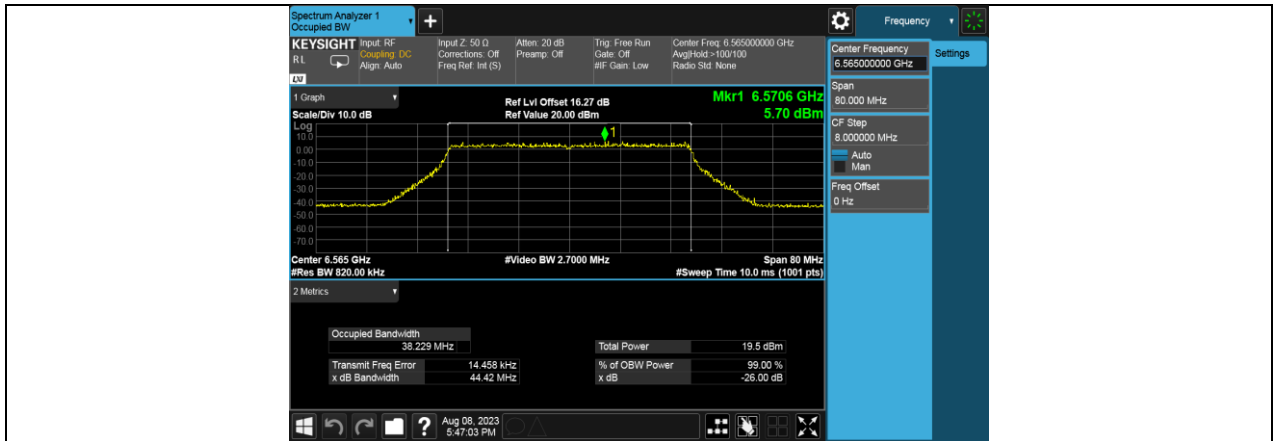 Spectrum Analyzer 1
Occupied BW
Frequency
KEYSIGHT
RL
LXI
Input: RF
Coupling: DC
Align: Auto
Input Z: 50 Ω
Corrections: Off
Freq Ref: Int (S)
Atten: 20 dB
Preamp: Off
Trig: Free Run
Gate: Off
#IF Gain: Low
Center Freq: 6.565000000 GHz
Avg|Hold:>100/100
Radio Std: None
Center Frequency
6.565000000 GHz
Settings
Span
80.000 MHz
CF Step
8.000000 MHz
Auto
Man
Freq Offset
0 Hz
1 Graph
Scale/Div 10.0 dB
Ref Lvl Offset 16.27 dB
Ref Value 20.00 dBm
Mkr1 6.5706 GHz
5.70 dBm
Log
10.0
0.00
-10.0
-20.0
-30.0
-40.0
-50.0
-60.0
-70.0
1
Center 6.565 GHz
#Res BW 820.00 kHz
#Video BW 2.7000 MHz
Span 80 MHz
#Sweep Time 10.0 ms (1001 pts)
2 Metrics
Occupied Bandwidth
38.229 MHz
Transmit Freq Error 14.458 kHz
x dB Bandwidth 44.42 MHz
Total Power 19.5 dBm
% of OBW Power 99.00 %
x dB -26.00 dB
?
Aug 08, 2023
5:47:03 PM